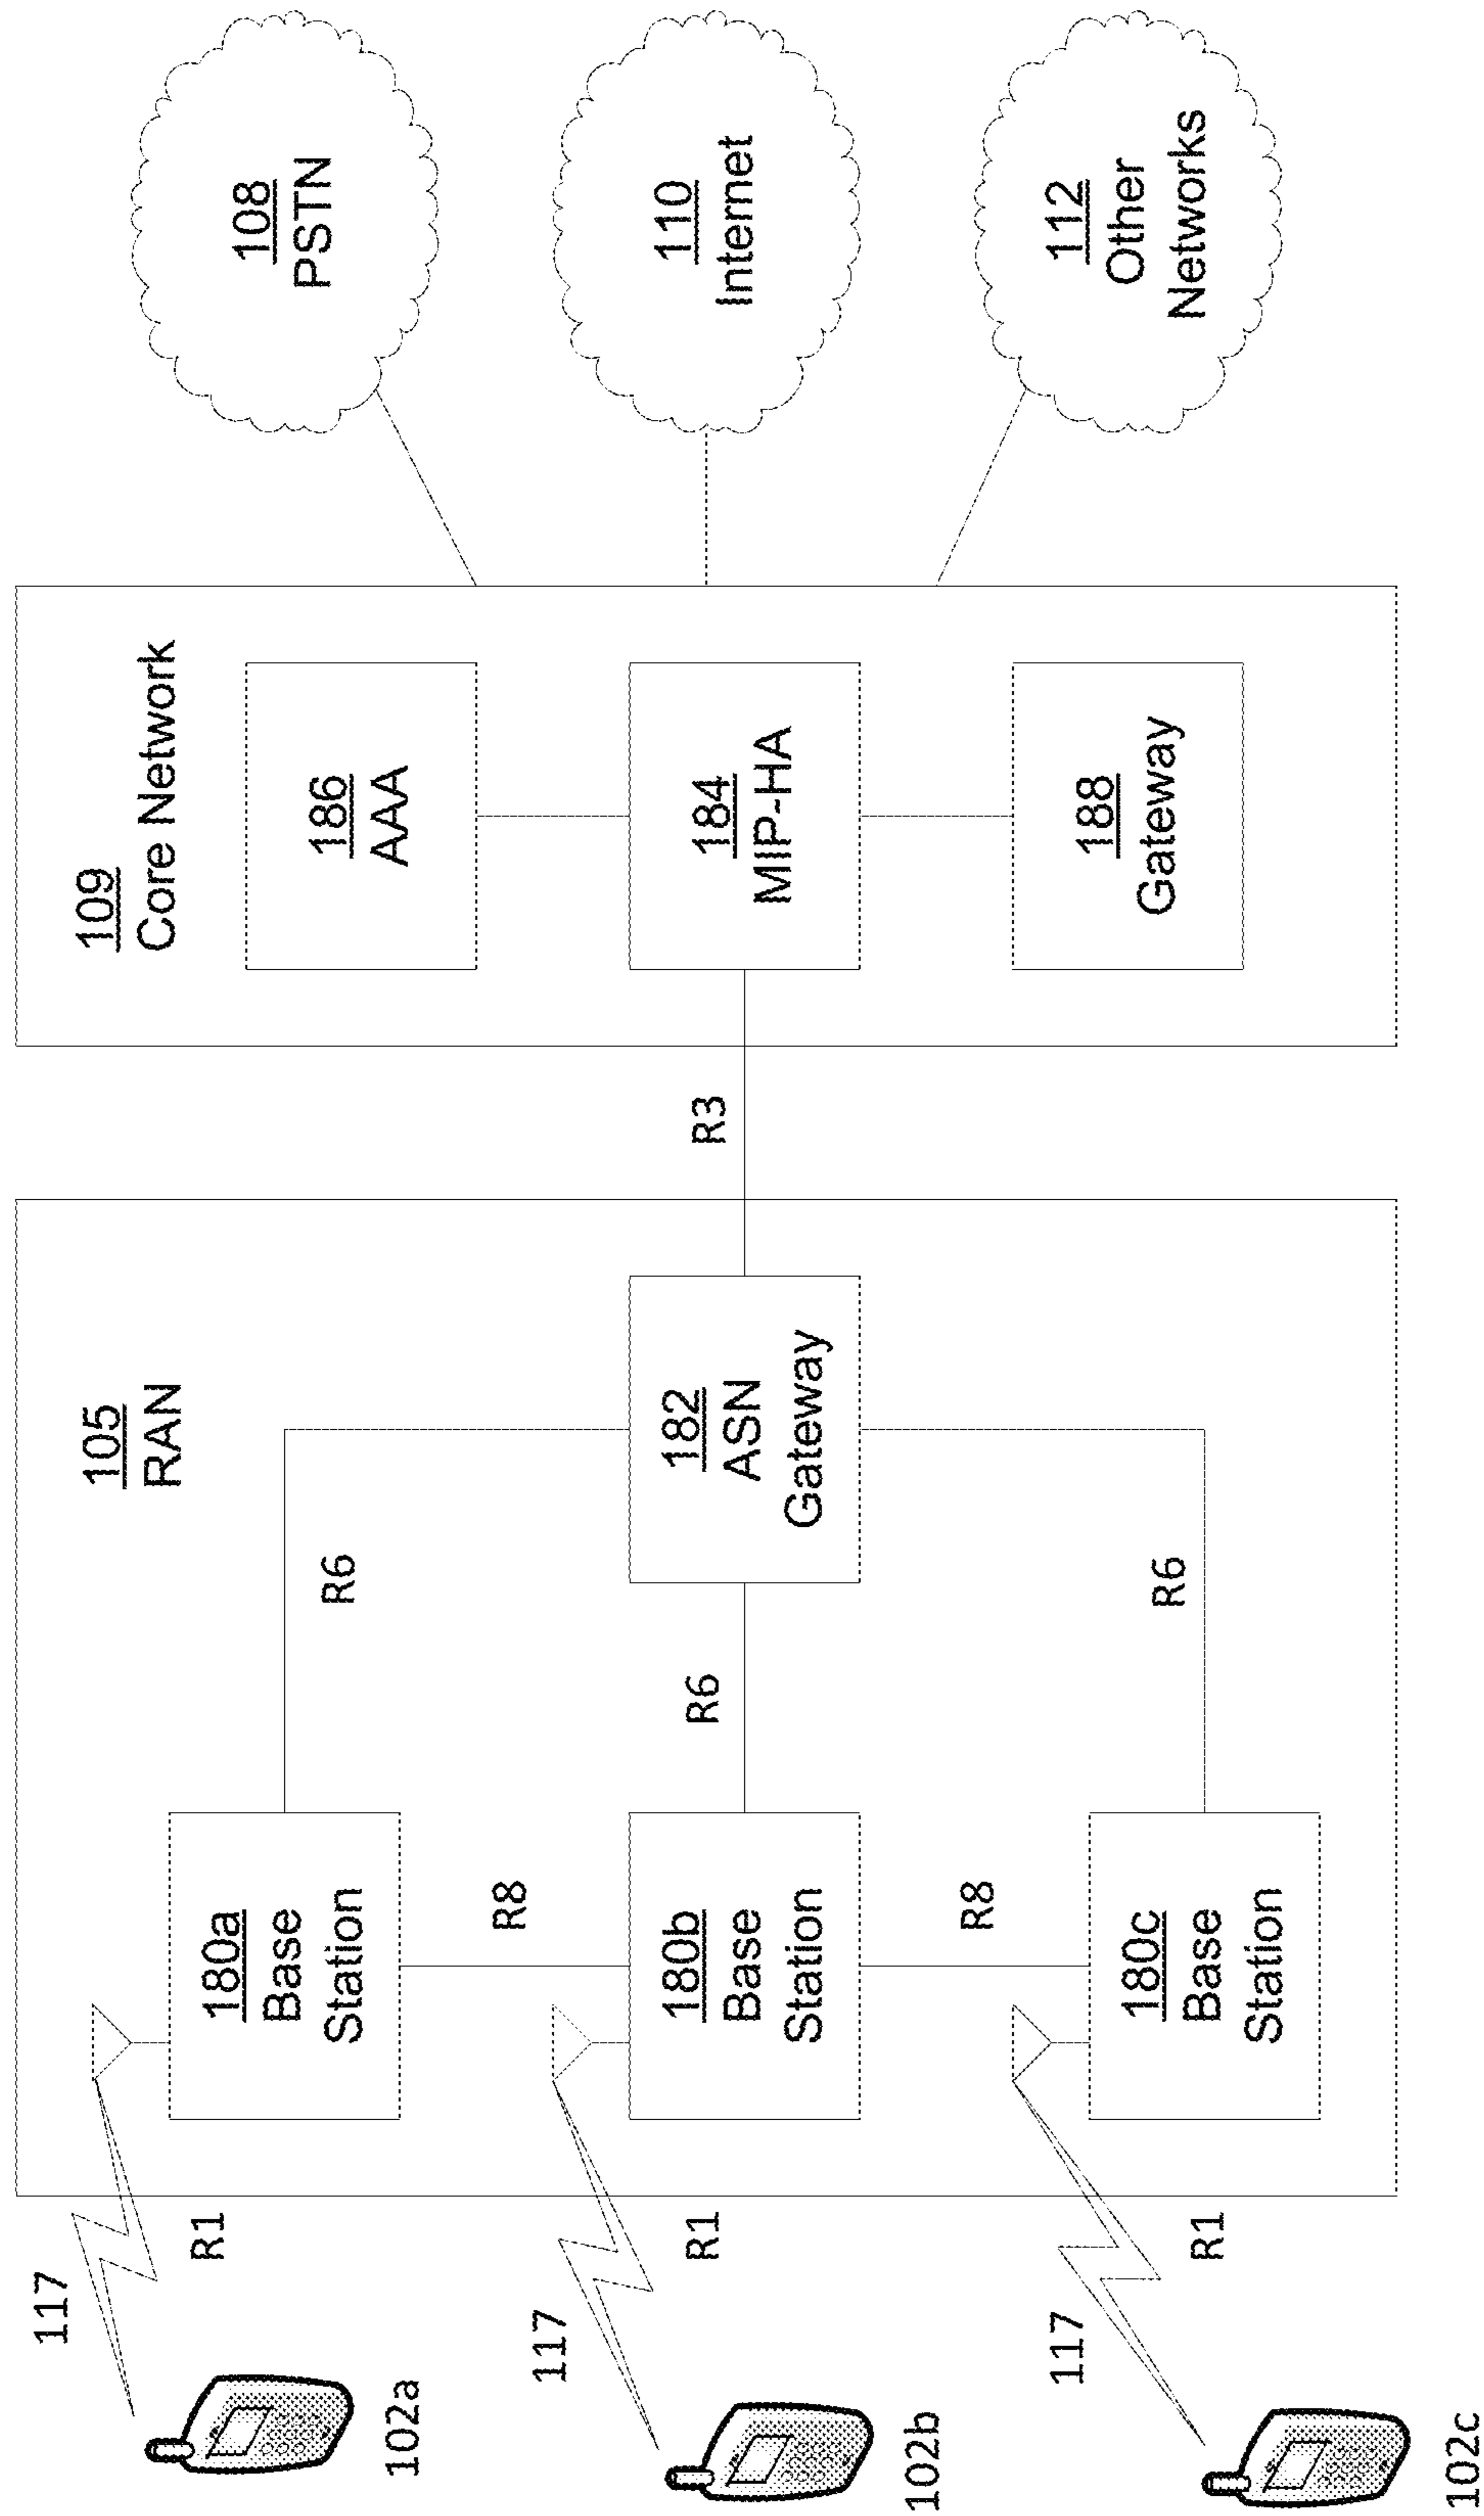 117
R1
102a
117
R1
102b
117
R1
102c
105
RAN
180a
Base
Station
R8
180b
Base
Station
R8
180c
Base
Station
R6
R6
R6
182
ASN
Gateway
R3
109
Core Network
186
AAA
184
MIP-HA
188
Gateway
108
PSTN
110
Internet
112
Other
Networks